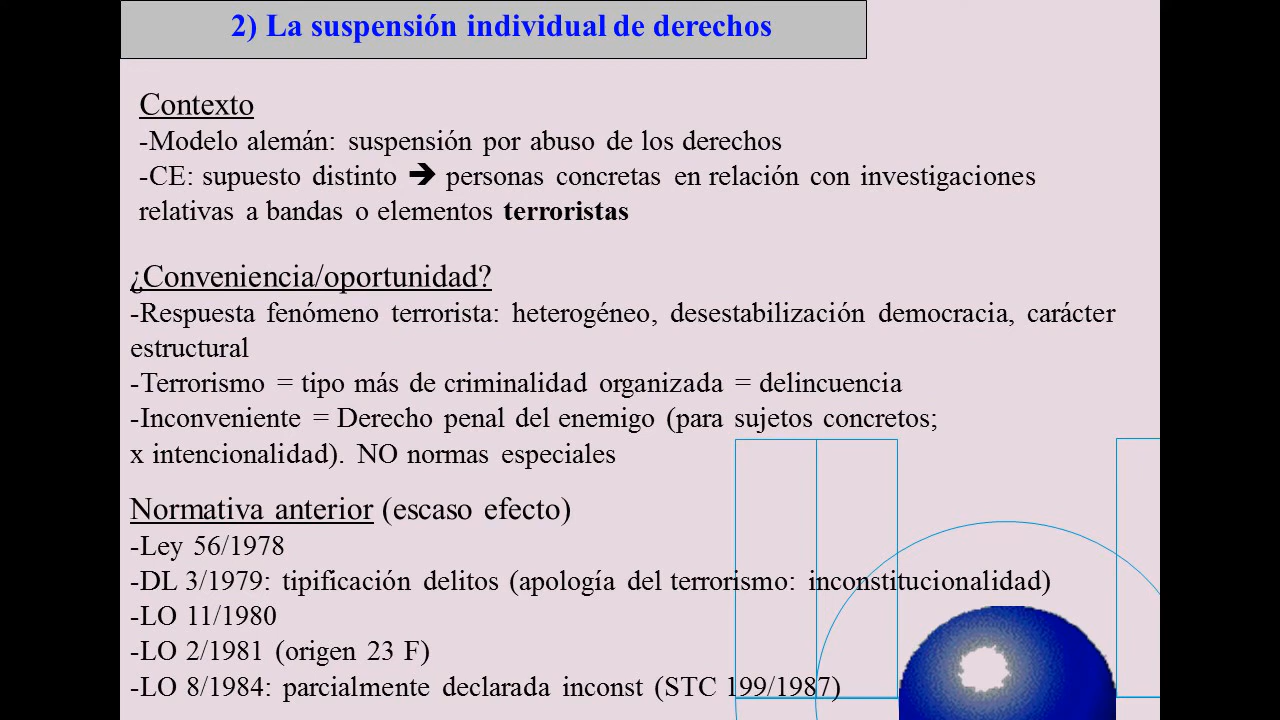 2) La suspensión individual de derechos
Contexto
-Modelo alemán: suspensión por abuso de los derechos
-CE: supuesto distinto ➔ personas concretas en relación con investigaciones
relativas a bandas o elementos terroristas
¿Conveniencia/oportunidad?
-Respuesta fenómeno terrorista: heterogéneo, desestabilización democracia, carácter
estructural
-Terrorismo = tipo más de criminalidad organizada = delincuencia
-Inconveniente = Derecho penal del enemigo (para sujetos concretos;
x intencionalidad). NO normas especiales
Normativa anterior (escaso efecto)
-Ley 56/1978
-DL 3/1979: tipificación delitos (apología del terrorismo: inconstitucionalidad)
-LO 11/1980
-LO 2/1981 (origen 23 F)
-LO 8/1984: parcialmente declarada inconst (STC 199/1987)